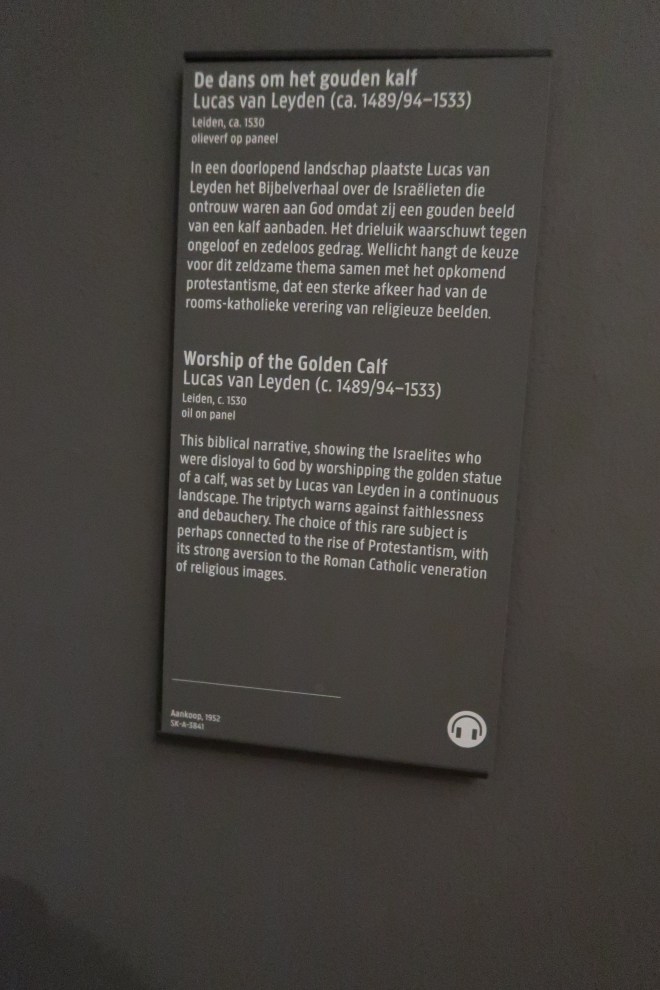 De dans om het gouden kalf
Lucas van Leyden (ca. 1489/94–1533)
Leiden, ca. 1530
olieverf op paneel
In een doorlopend landschap plaatste Lucas van
Leyden het Bijbelverhaal over de Israëlieten die
ontrouw waren aan God omdat zij een gouden beeld
van een kalf aanbaden. Het drieluik waarschuwt tegen
ongeloof en zedeloos gedrag. Wellicht hangt de keuze
voor dit zeldzame thema samen met het opkomend
protestantisme, dat een sterke afkeer had van de
rooms-katholieke verering van religieuze beelden.
Worship of the Golden Calf
Lucas van Leyden (c. 1489/94–1533)
Leiden, c. 1530
oil on panel
This biblical narrative, showing the Israelites who
were disloyal to God by worshipping the golden statue
of a calf, was set by Lucas van Leyden in a continuous
landscape. The triptych warns against faithlessness
and debauchery. The choice of this rare subject is
perhaps connected to the rise of Protestantism, with
its strong aversion to the Roman Catholic veneration
of religious images.
Aankoop, 1952
SK-A-3841